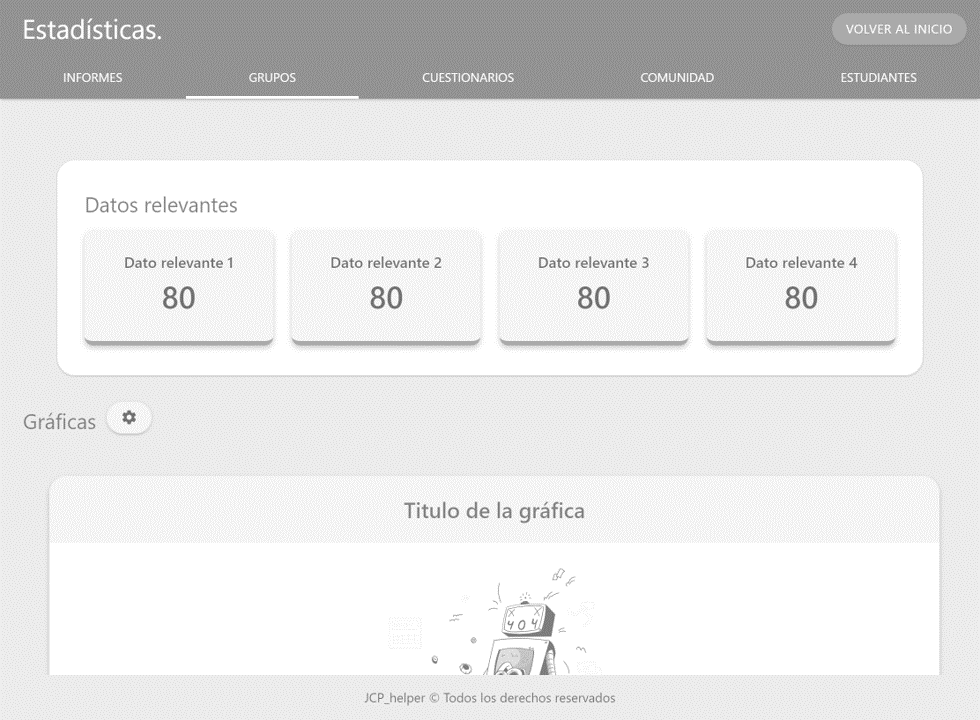 Estadísticas.
VOLVER AL INICIO
INFORMES GRUPOS CUESTIONARIOS COMUNIDAD ESTUDIANTES
Datos relevantes
Dato relevante 1 Dato relevante 2 Dato relevante 3 Dato relevante 4
80 80 80 80
Gráficas
Titulo de la gráfica
404
JCP_helper © Todos los derechos reservados